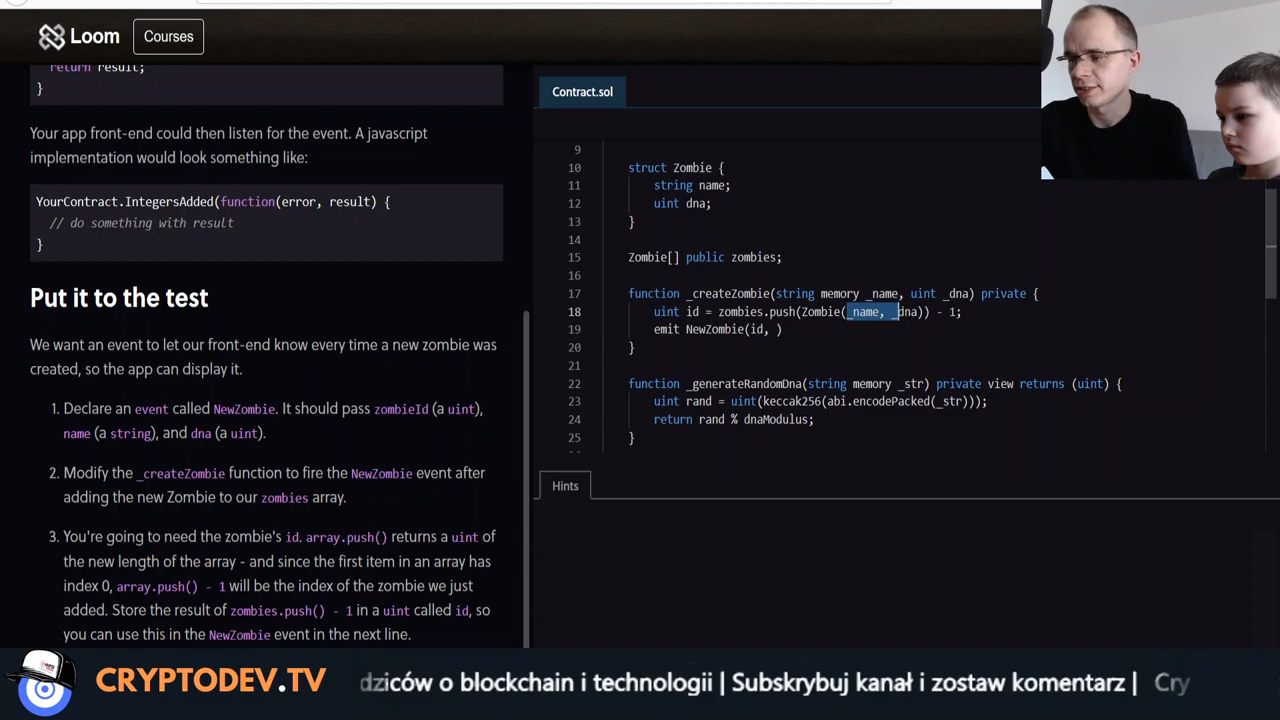 Loom
Courses
return result;
}
Your app front-end could then listen for the event. A javascript
implementation would look something like:
YourContract.IntegersAdded(function(error, result) {
// do something with result
}
Put it to the test
We want an event to let our front-end know every time a new zombie was
created, so the app can display it.
1. Declare an event called NewZombie. It should pass zombieId (a uint),
name (a string), and dna (a uint).
2. Modify the _createZombie function to fire the NewZombie event after
adding the new Zombie to our zombies array.
3. You're going to need the zombie's id. array.push() returns a uint of
the new length of the array - and since the first item in an array has
index 0, array.push() - 1 will be the index of the zombie we just
added. Store the result of zombies.push() - 1 in a uint called id, so
you can use this in the NewZombie event in the next line.
Contract.sol
9
10 struct Zombie {
11 string name;
12 uint dna;
13 }
14
15 Zombie[] public zombies;
16
17 function _createZombie(string memory _name, uint _dna) private {
18 uint id = zombies.push(Zombie(_name, _dna)) - 1;
19 emit NewZombie(id, )
20 }
21
22 function _generateRandomDna(string memory _str) private view returns (uint) {
23 uint rand = uint(keccak256(abi.encodePacked(_str)));
24 return rand % dnaModulus;
25 }
Hints
CRYPTODEV.TV
dziców o blockchain i technologii | Subskrybuj kanał i zostaw komentarz | Cry